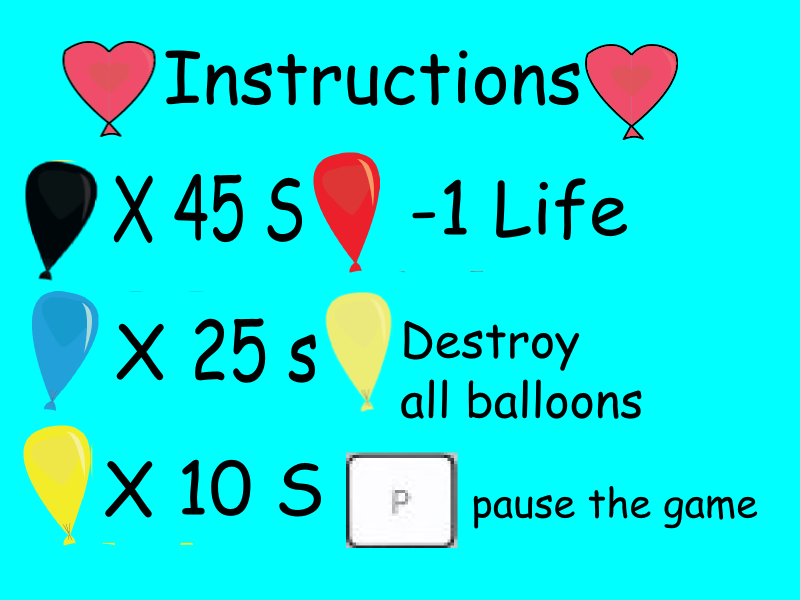 Instructions
X 45 S -1 Life
X 25 s Destroy
all balloons
X 10 S P pause the game